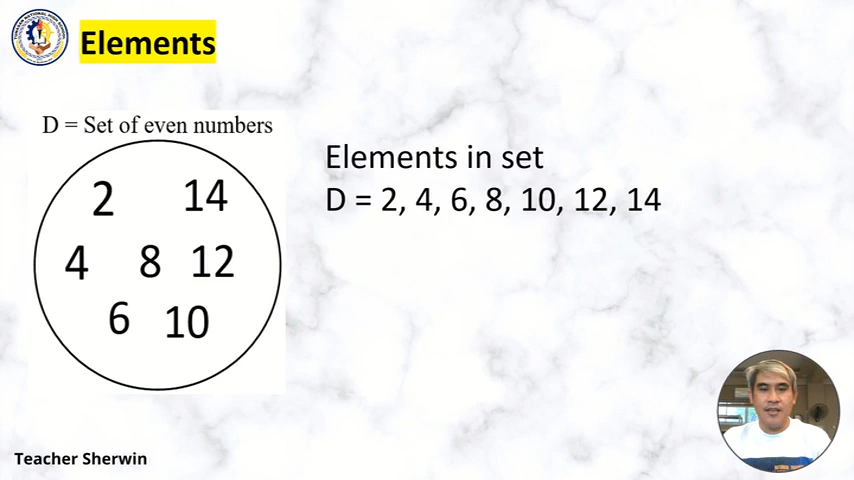 Elements
D = Set of even numbers
2 14
4 8 12
6 10
Elements in set
D = 2, 4, 6, 8, 10, 12, 14
Teacher Sherwin